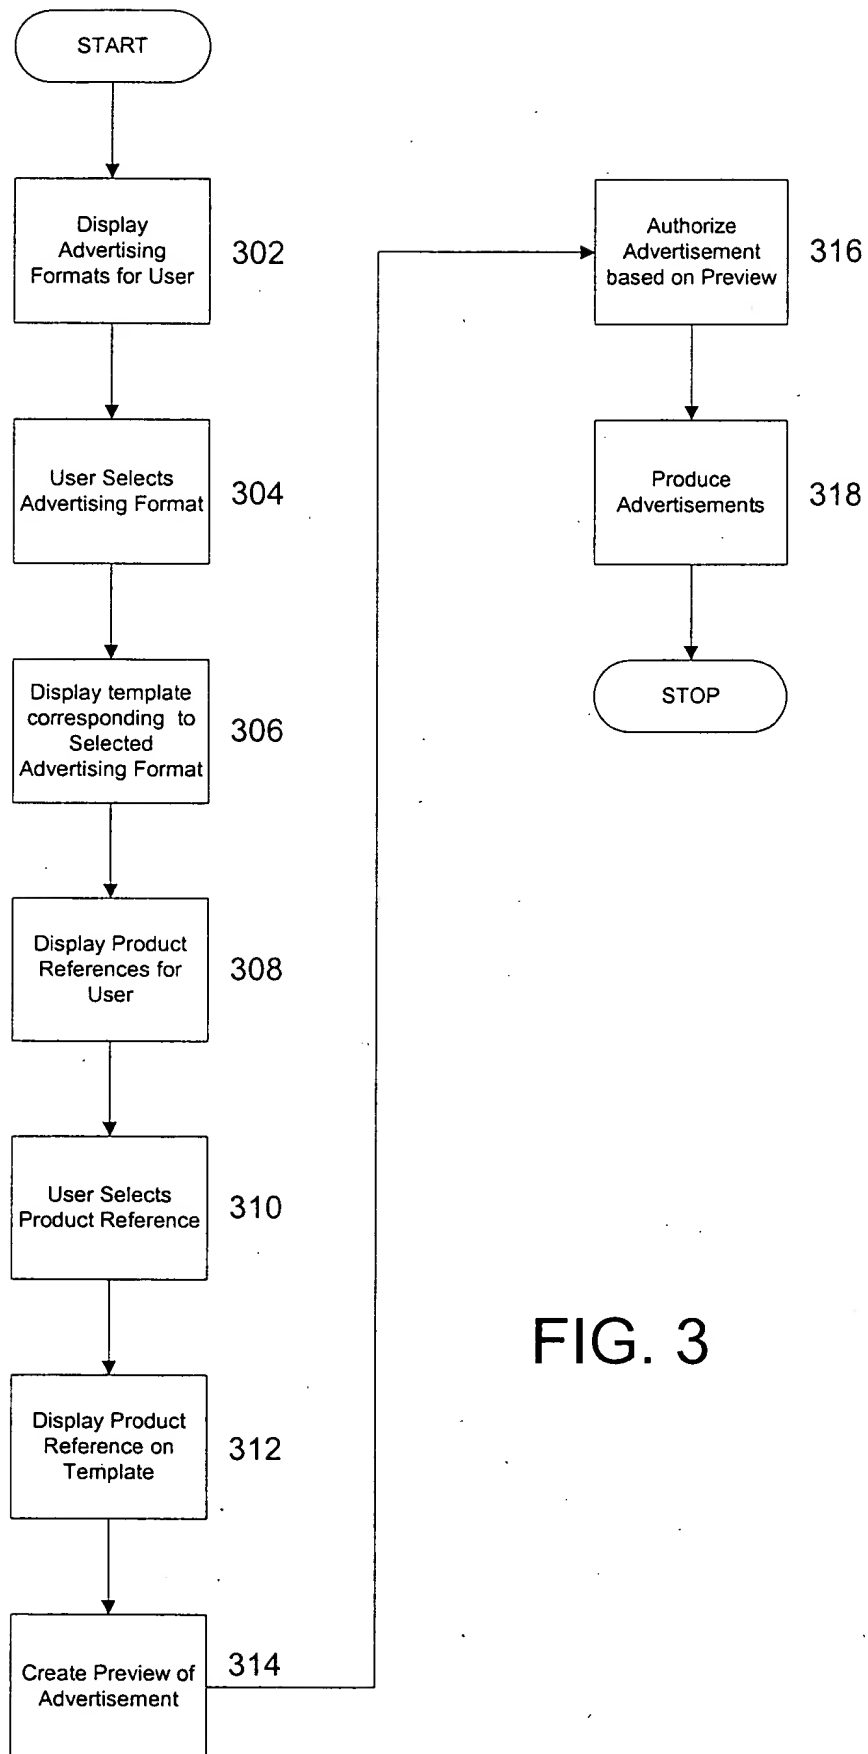 START
Display
Advertising
Formats for User
302
User Selects
Advertising Format
304
Display template
corresponding to
Selected
Advertising Format
306
Display Product
References for
User
308
User Selects
Product Reference
310
Display Product
Reference on
Template
312
Create Preview of
Advertisement
314
Authorize
Advertisement
based on Preview
316
Produce
Advertisements
318
STOP
FIG. 3